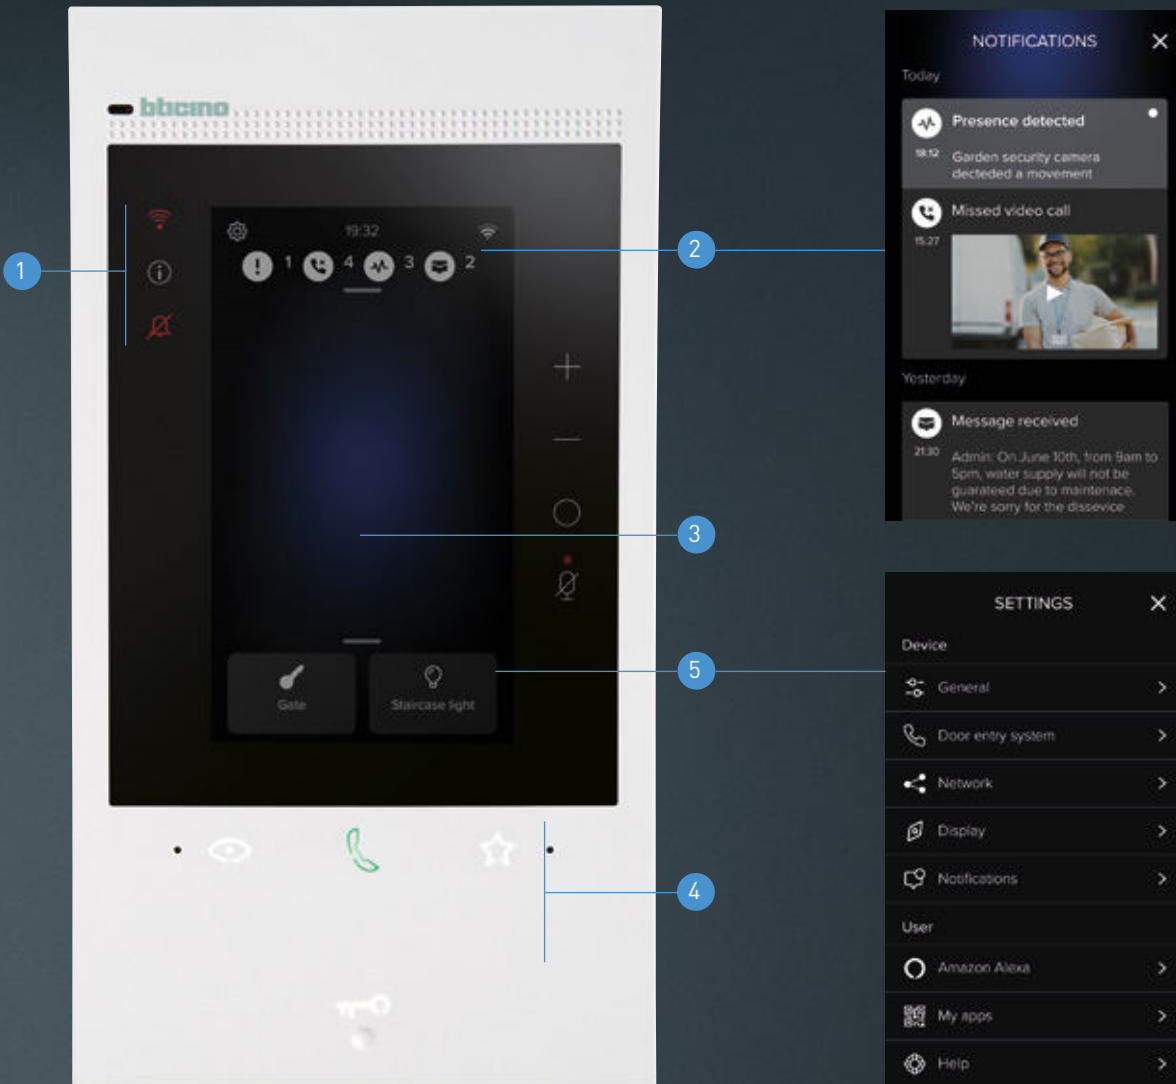 bticino
19:32
1 4 3 2
Gate
Staircase light
1
2
3
4
5
NOTIFICATIONS
Today
Presence detected
18:12
Garden security camera
decteded a movement
Missed video call
15.27
Yesterday
Message received
21:30
Admin: On June 10th, from 9am to
5pm, water supply will not be
guarateed due to maintenace.
We're sorry for the dissevice
SETTINGS
Device
General
Door entry system
Network
Display
Notifications
User
Amazon Alexa
My apps
Help